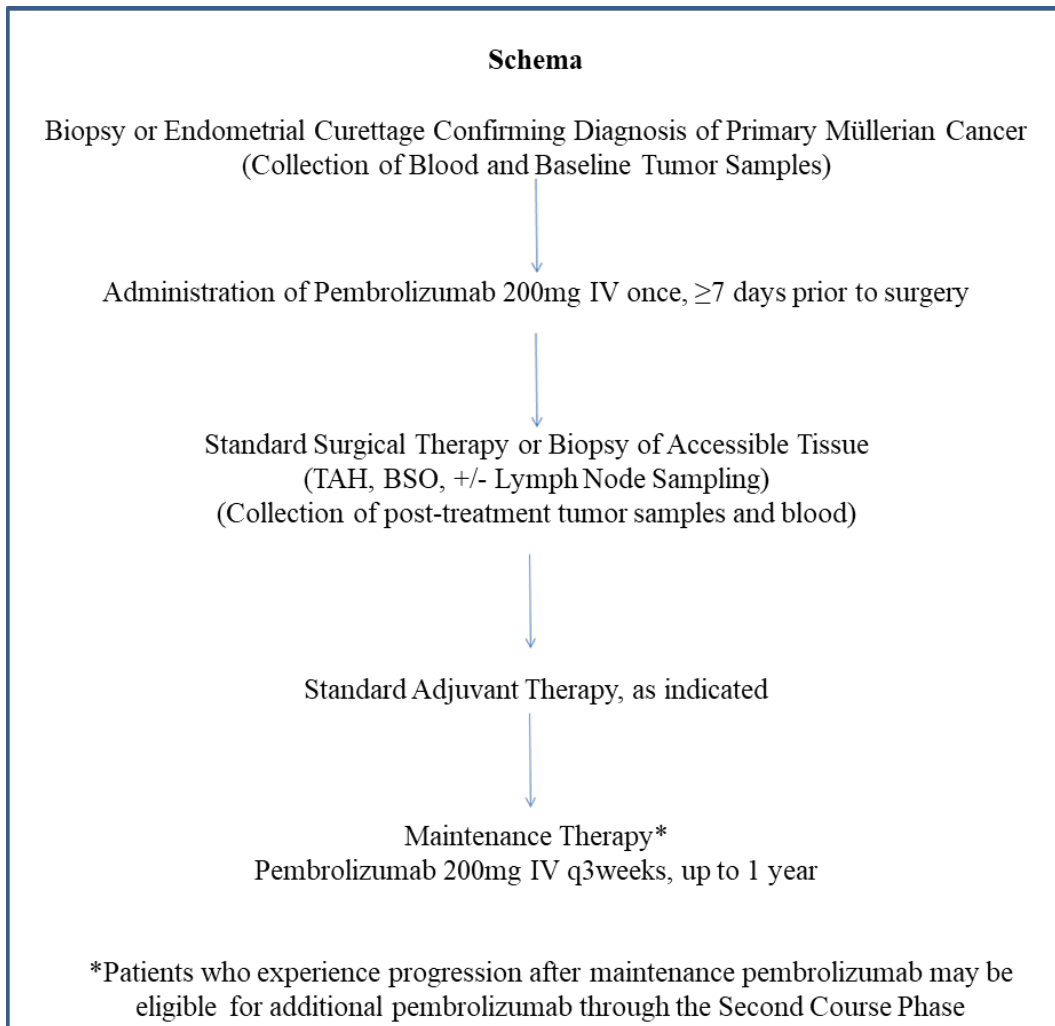 Schema
Biopsy or Endometrial Curettage Confirming Diagnosis of Primary Müllerian Cancer
(Collection of Blood and Baseline Tumor Samples)
Administration of Pembrolizumab 200mg IV once, ≥7 days prior to surgery
Standard Surgical Therapy or Biopsy of Accessible Tissue
(TAH, BSO, +/- Lymph Node Sampling)
(Collection of post-treatment tumor samples and blood)
Standard Adjuvant Therapy, as indicated
Maintenance Therapy*
Pembrolizumab 200mg IV q3weeks, up to 1 year
*Patients who experience progression after maintenance pembrolizumab may be
eligible for additional pembrolizumab through the Second Course Phase